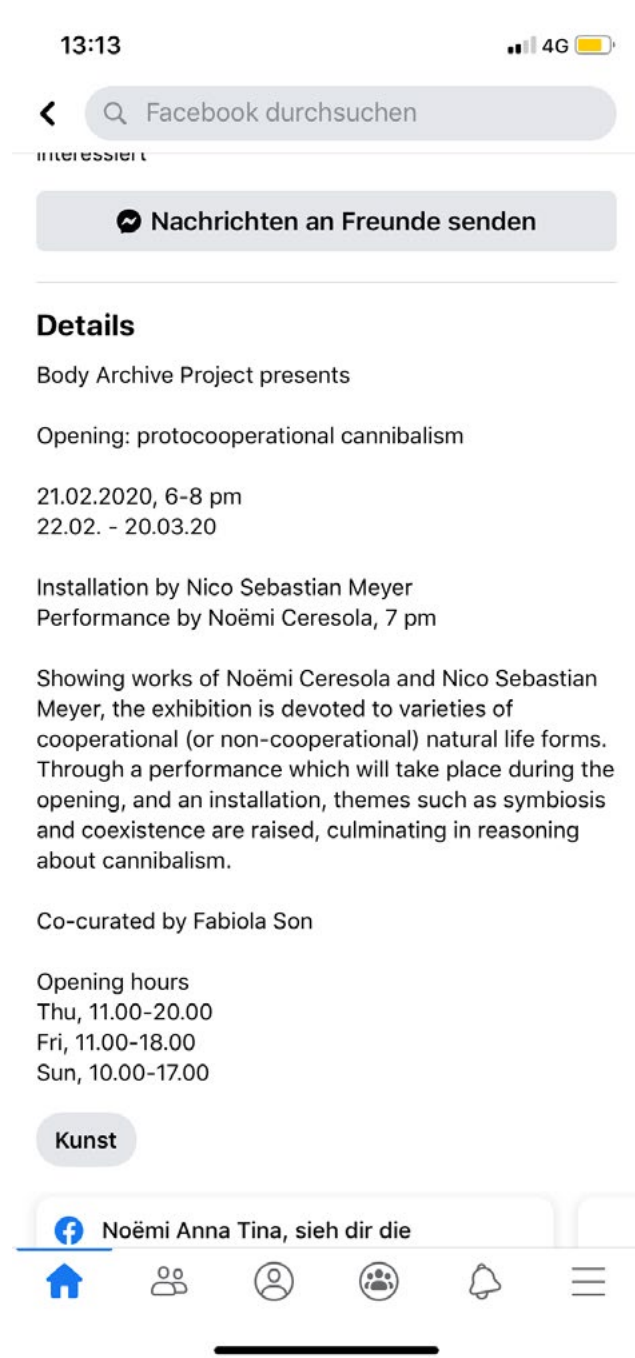 13:13
4G
Facebook durchsuchen
interessiert
Nachrichten an Freunde senden
Details
Body Archive Project presents
Opening: protocooperational cannibalism
21.02.2020, 6-8 pm
22.02. - 20.03.20
Installation by Nico Sebastian Meyer
Performance by Noëmi Ceresola, 7 pm
Showing works of Noëmi Ceresola and Nico Sebastian
Meyer, the exhibition is devoted to varieties of
cooperational (or non-cooperational) natural life forms.
Through a performance which will take place during the
opening, and an installation, themes such as symbiosis
and coexistence are raised, culminating in reasoning
about cannibalism.
Co-curated by Fabiola Son
Opening hours
Thu, 11.00-20.00
Fri, 11.00-18.00
Sun, 10.00-17.00
Kunst
Noëmi Anna Tina, sieh dir die